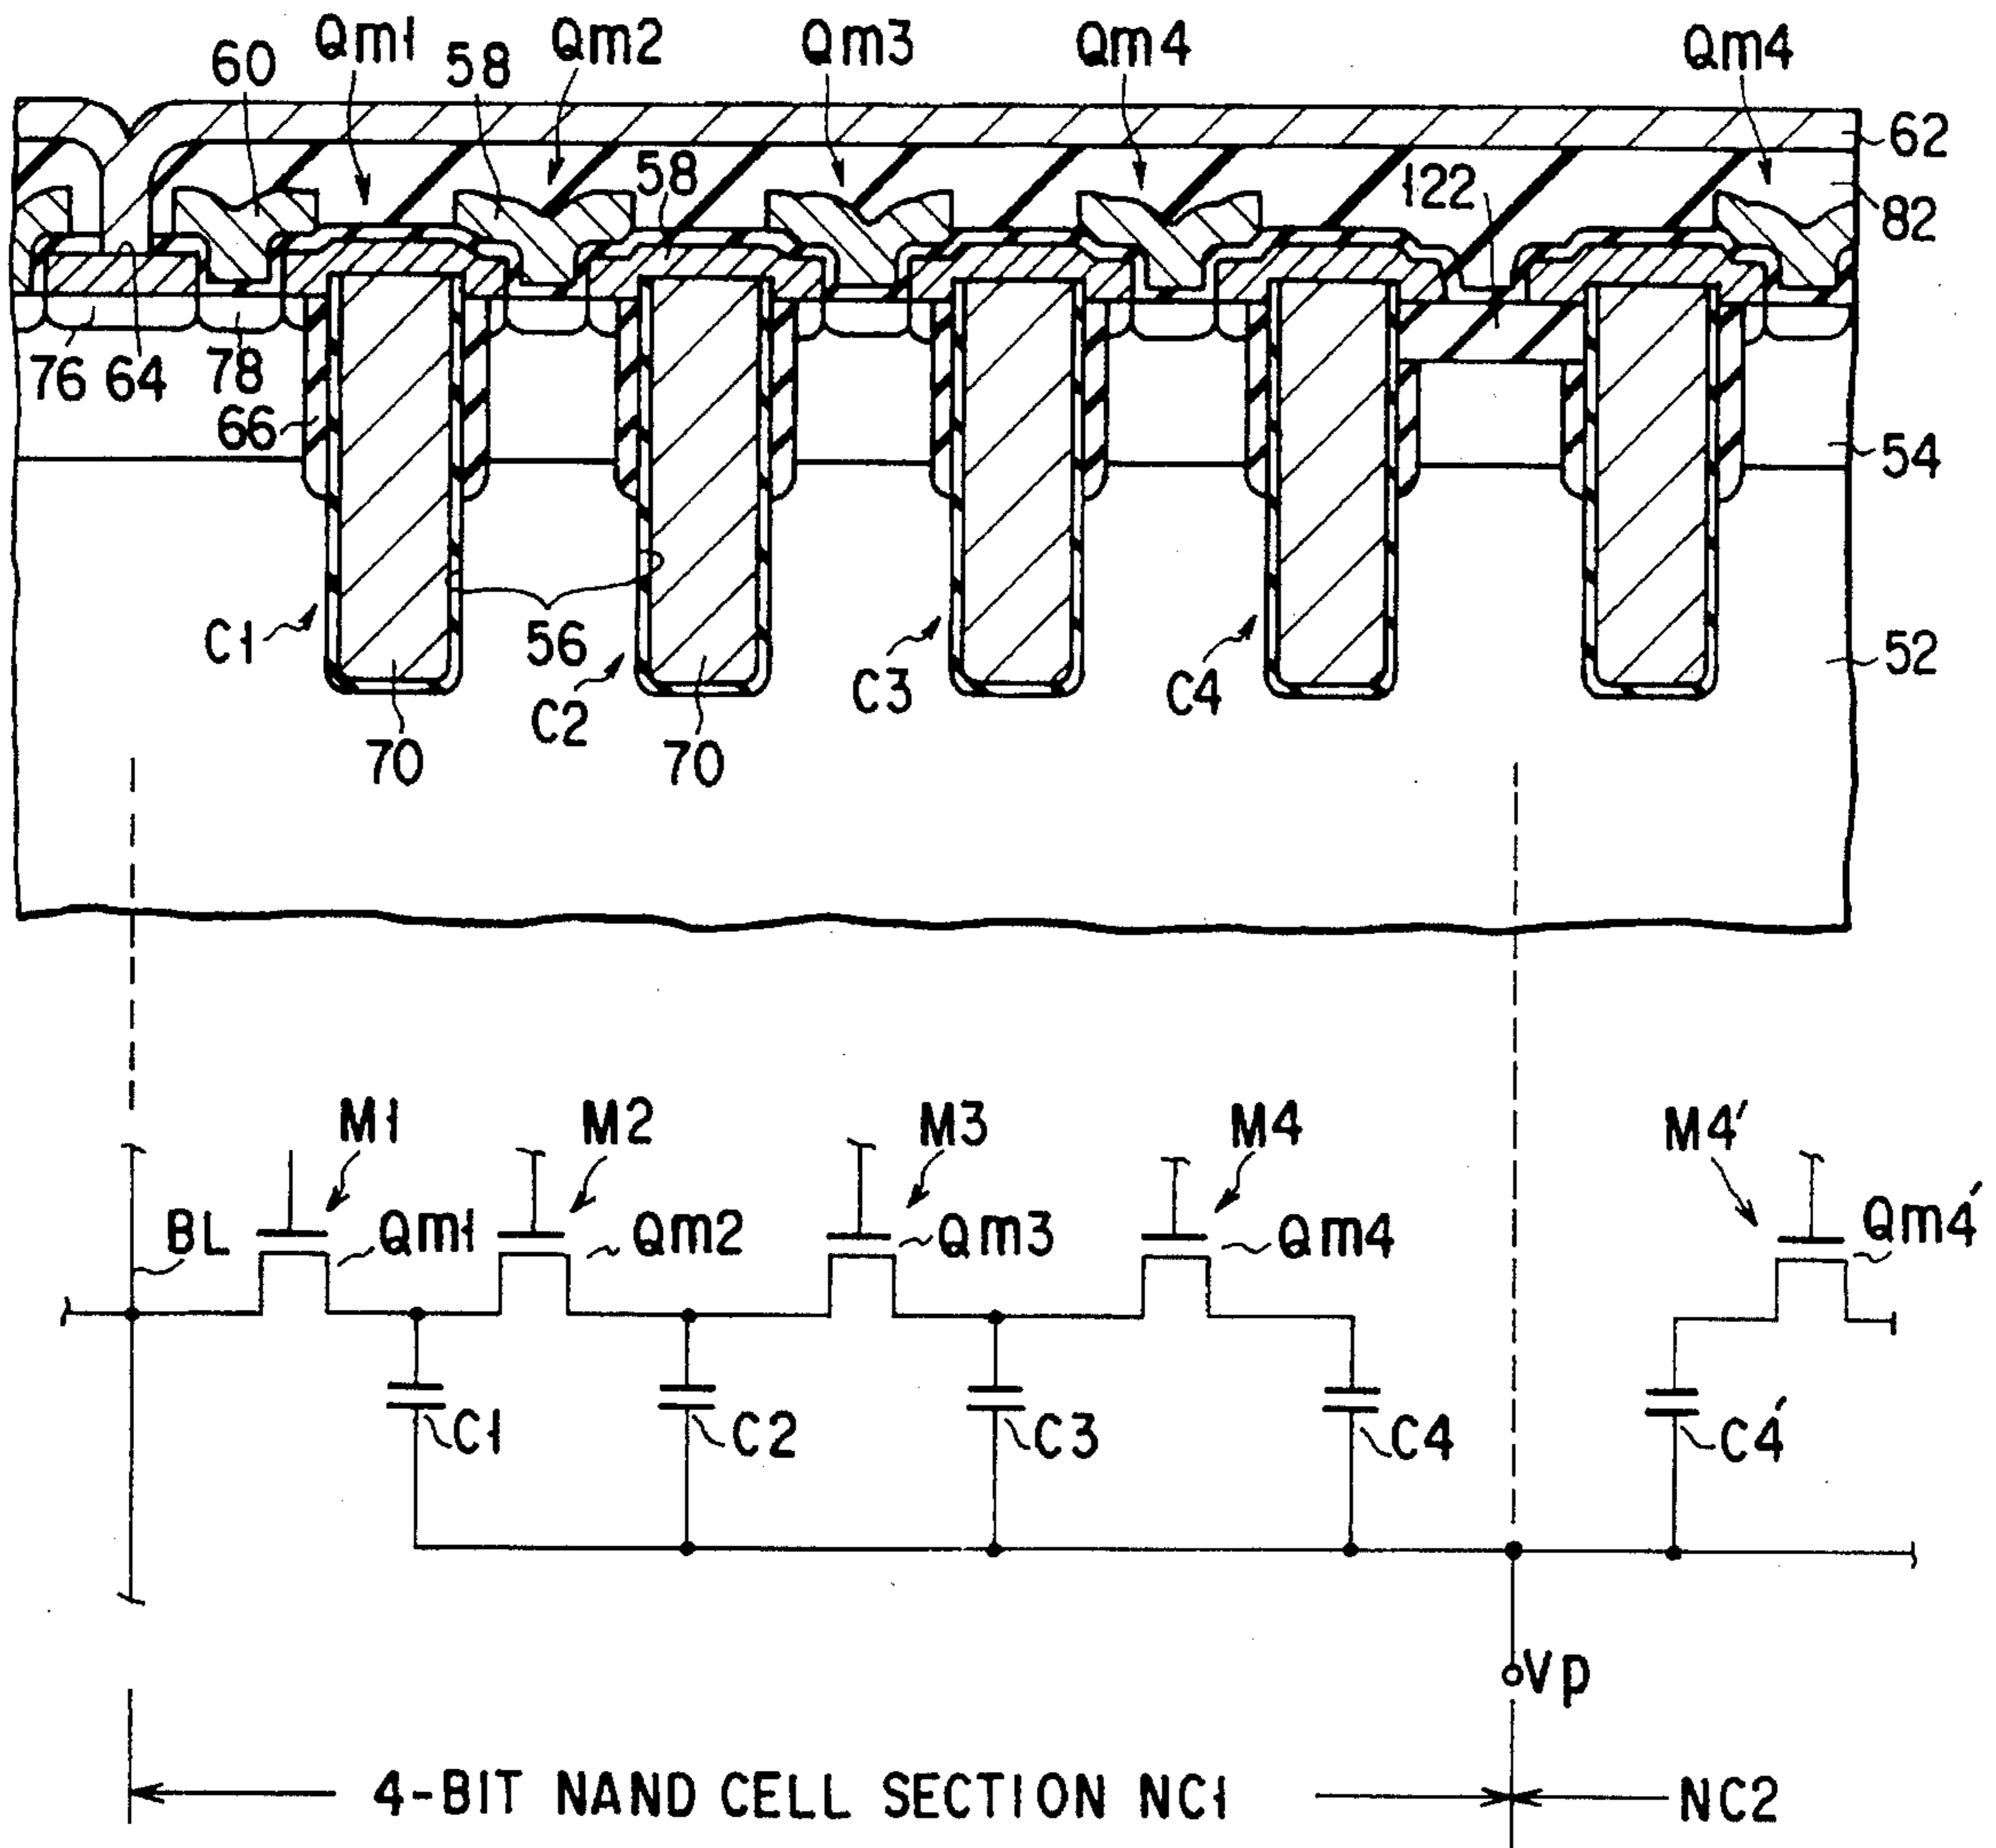 60 Qm1 58 Qm2 Qm3 Qm4 Qm4
62
58 122
82
76 64 78
66
54
C1 56 C2 C3 C4 52
70 70
M1 M2 M3 M4 M4'
BL Qm1 Qm2 Qm3 Qm4 Qm4'
C1 C2 C3 C4 C4'
Vp
4-BIT NAND CELL SECTION NC1 NC2